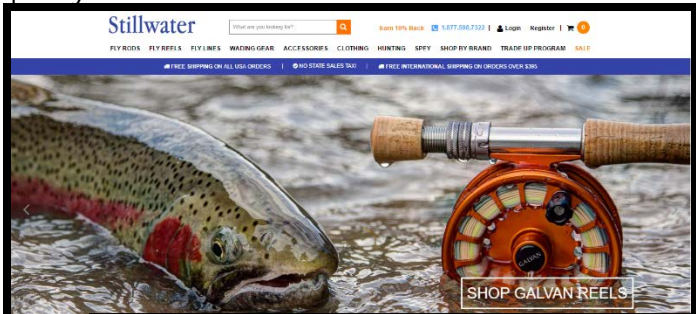 Stillwater
What are you looking for?
Earn 10% Back 1.877.598.7322 | Login Register | 0
FLY RODS FLY REELS FLY LINES WADING GEAR ACCESSORIES CLOTHING HUNTING SPEY SHOP BY BRAND TRADE UP PROGRAM SALE
FREE SHIPPING ON ALL USA ORDERS | NO STATE SALES TAX! | FREE INTERNATIONAL SHIPPING ON ORDERS OVER $395
GALVAN
SHOP GALVAN REELS